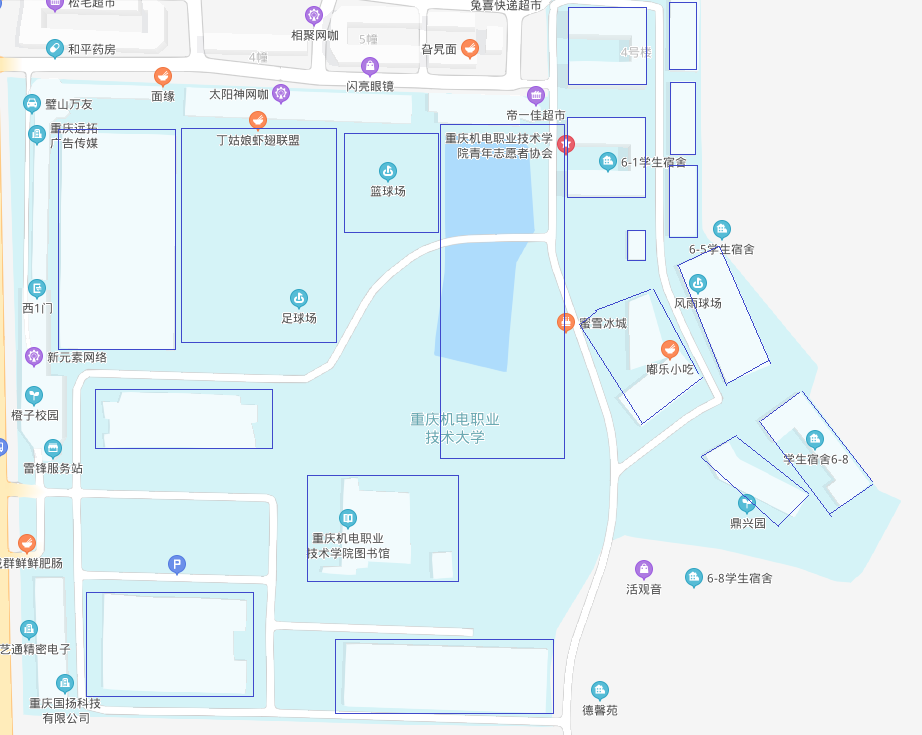 松毛超市
兔喜快递超市
相聚网咖
和平药房
4幢
5幢
旮旯面
4号楼
闪亮眼镜
面缘
太阳神网咖
璧山万友
帝一佳超市
重庆远拓
广告传媒
丁姑娘虾翅联盟
重庆机电职业技术学
院青年志愿者协会
6-1学生宿舍
篮球场
6-5学生宿舍
风雨球场
西1门
足球场
蜜雪冰城
新元素网络
嘟乐小吃
橙子校园
重庆机电职业
技术大学
雷锋服务站
学生宿舍6-8
鼎兴园
重庆机电职业
技术学院图书馆
群鲜鲜肥肠
P
活观音
6-8学生宿舍
艺通精密电子
重庆国扬科技
有限公司
德馨苑